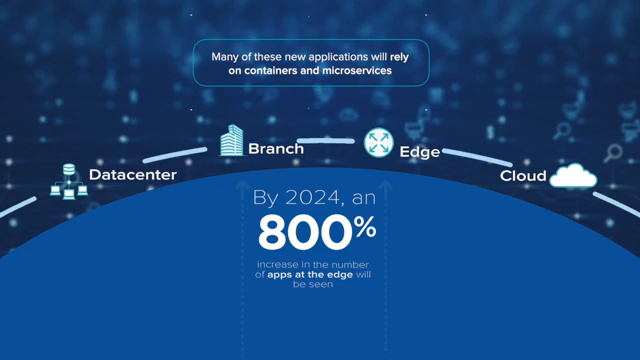 Many of these new applications will rely
on containers and microservices
Branch
Edge
Datacenter
Cloud
By 2024, an
800%
increase in the number
of apps at the edge will
be seen